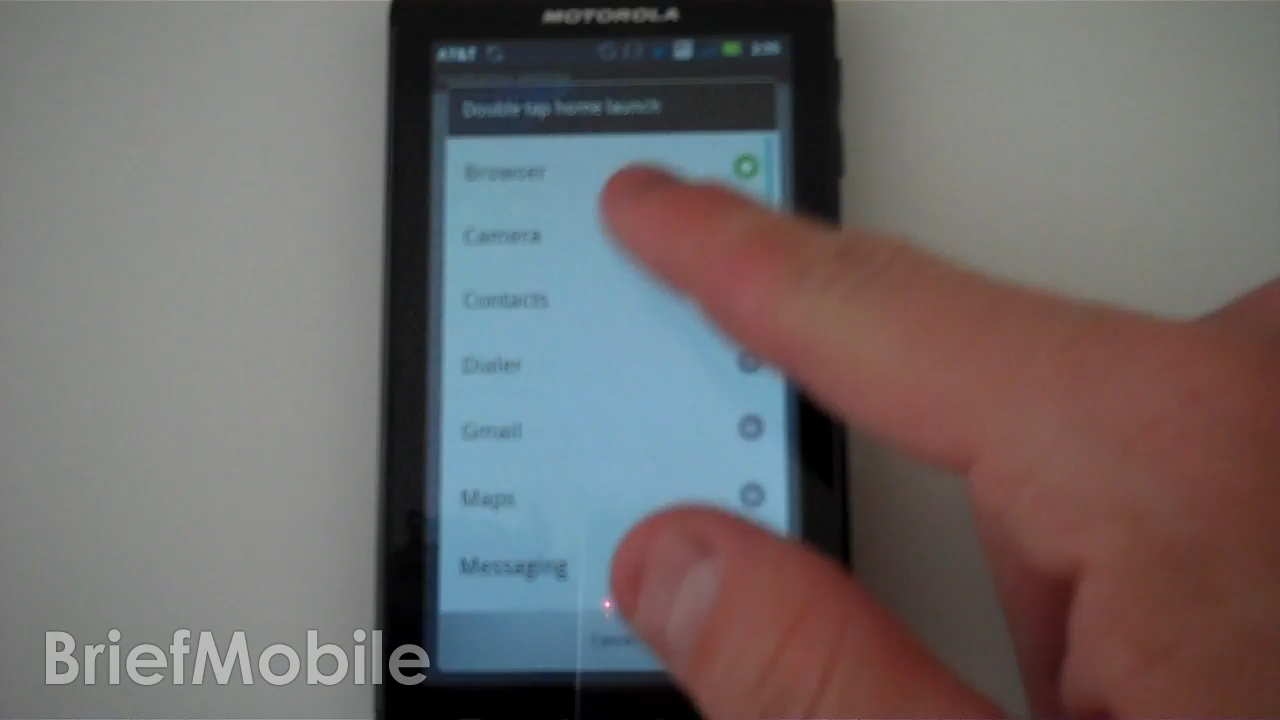 MOTOROLA
AT&T
Double tap home launch
Browser
Camera
Contacts
Dialer
Gmail
Maps
Messaging
BriefMobile